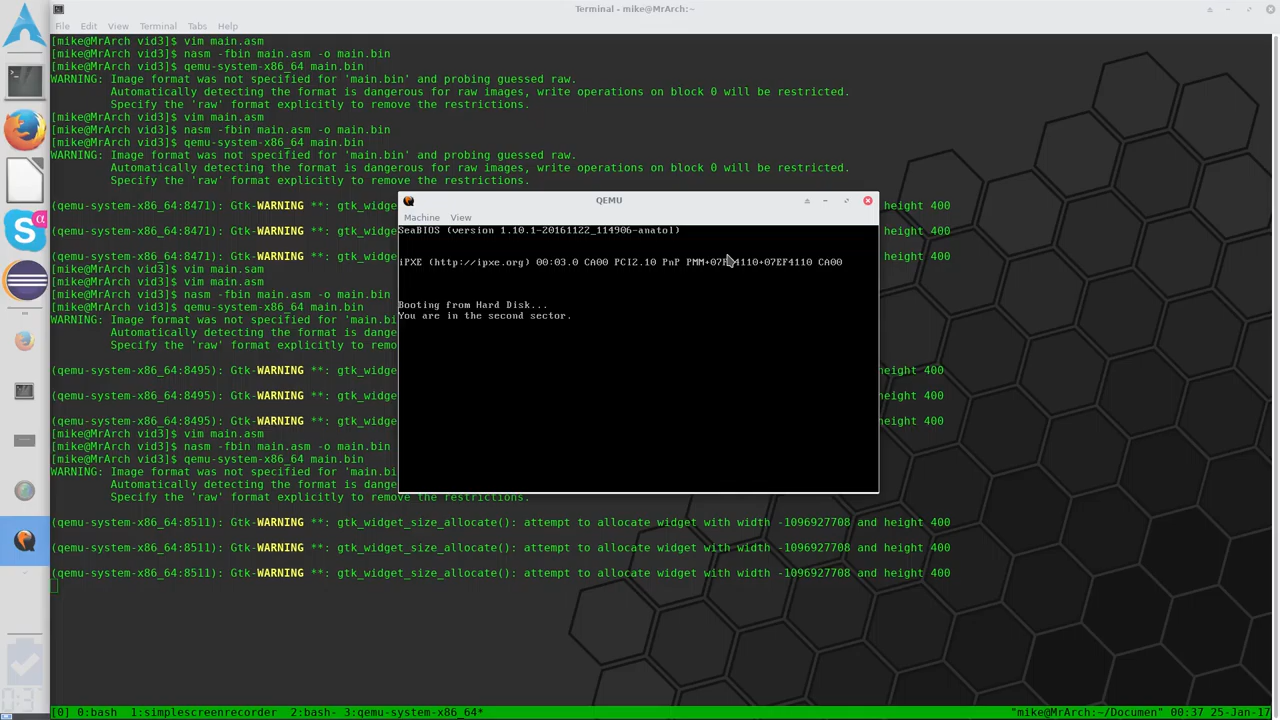 Terminal - mike@MrArch:~
File Edit View Terminal Tabs Help
[mike@MrArch vid3]$ vim main.asm
[mike@MrArch vid3]$ nasm -fbin main.asm -o main.bin
[mike@MrArch vid3]$ qemu-system-x86_64 main.bin
WARNING: Image format was not specified for 'main.bin' and probing guessed raw.
Automatically detecting the format is dangerous for raw images, write operations on block 0 will be restricted.
Specify the 'raw' format explicitly to remove the restrictions.
[mike@MrArch vid3]$ vim main.asm
[mike@MrArch vid3]$ nasm -fbin main.asm -o main.bin
[mike@MrArch vid3]$ qemu-system-x86_64 main.bin
WARNING: Image format was not specified for 'main.bin' and probing guessed raw.
Automatically detecting the format is dangerous for raw images, write operations on block 0 will be restricted.
Specify the 'raw' format explicitly to remove the restrictions.
(qemu-system-x86_64:8471): Gtk-WARNING **: gtk_widge height 400
(qemu-system-x86_64:8471): Gtk-WARNING **: gtk_widge height 400
(qemu-system-x86_64:8471): Gtk-WARNING **: gtk_widge height 400
[mike@MrArch vid3]$ vim main.sam
[mike@MrArch vid3]$ vim main.asm
[mike@MrArch vid3]$ nasm -fbin main.asm -o main.bin
[mike@MrArch vid3]$ qemu-system-x86_64 main.bin
WARNING: Image format was not specified for 'main.bi
Automatically detecting the format is dange
Specify the 'raw' format explicitly to remo
(qemu-system-x86_64:8495): Gtk-WARNING **: gtk_widge height 400
(qemu-system-x86_64:8495): Gtk-WARNING **: gtk_widge height 400
(qemu-system-x86_64:8495): Gtk-WARNING **: gtk_widge height 400
[mike@MrArch vid3]$ vim main.asm
[mike@MrArch vid3]$ nasm -fbin main.asm -o main.bin
[mike@MrArch vid3]$ qemu-system-x86_64 main.bin
WARNING: Image format was not specified for 'main.bi
Automatically detecting the format is dange
Specify the 'raw' format explicitly to remove the restrictions.
(qemu-system-x86_64:8511): Gtk-WARNING **: gtk_widget_size_allocate(): attempt to allocate widget with width -1096927708 and height 400
(qemu-system-x86_64:8511): Gtk-WARNING **: gtk_widget_size_allocate(): attempt to allocate widget with width -1096927708 and height 400
(qemu-system-x86_64:8511): Gtk-WARNING **: gtk_widget_size_allocate(): attempt to allocate widget with width -1096927708 and height 400
QEMU
Machine View
SeaBIOS (version 1.10.1-20161122_114906-anatol)
iPXE (http://ipxe.org) 00:03.0 CA00 PCI2.10 PnP CA00
Booting from Hard Disk...
You are in the second sector.
[0] 0:bash 1:simplescreenrecorder 2:bash- 3:qemu-system-x86_64* "mike@MrArch:~/Documen" 00:37 25-Jan-17